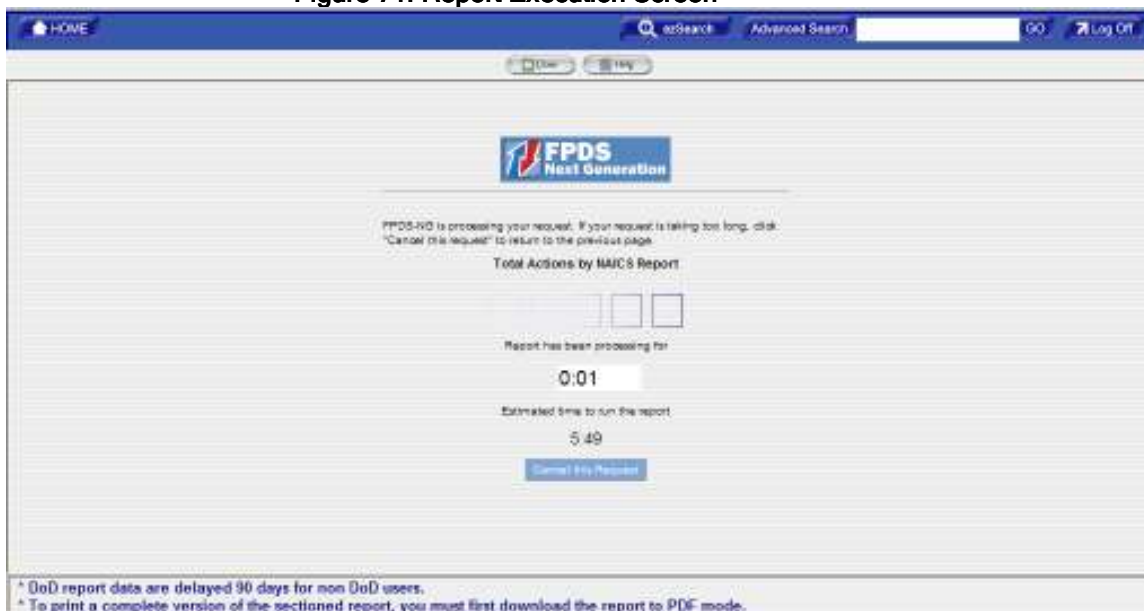 Figure 74: Report Execution Screen
HOME ezSearch Advanced Search GO Log Off
Close Help
FPDS
Next Generation
FPDS-NG is processing your request. If your request is taking too long, click
"Cancel this request" to return to the previous page.
Total Actions by NAICS Report
Report has been processing for
0:01
Estimated time to run the report
5:49
Cancel this Request
* DoD report data are delayed 90 days for non DoD users.
* To print a complete version of the sectioned report, you must first download the report to PDF mode.